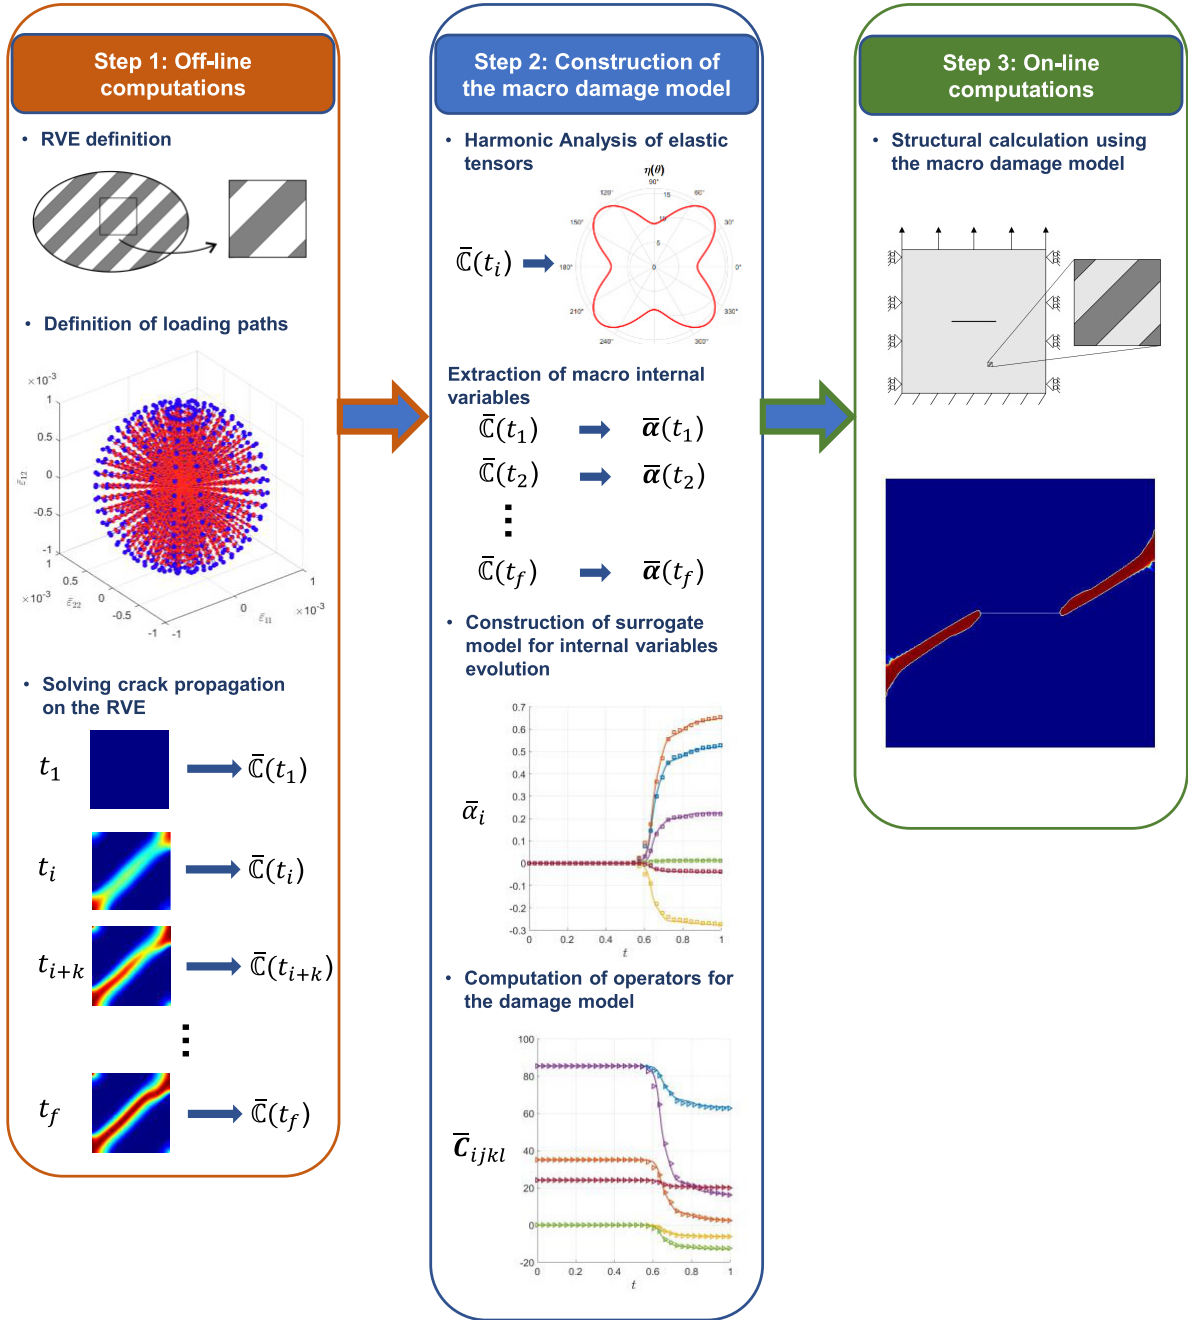 Step 1: Off-line
computations
• RVE definition
• Definition of loading paths
×10⁻³
1
0.5
0
-0.5
-1
ε̄₁₂
1
0.5
0
-0.5
-1
×10⁻³
ε̄₂₂
-1
0
1
ε̄₁₁
×10⁻³
• Solving crack propagation
on the RVE
t₁ ℂ̄(t₁)
tᵢ ℂ̄(tᵢ)
tᵢ₊ₖ ℂ̄(tᵢ₊ₖ)
⋮
t_f ℂ̄(t_f)
Step 2: Construction of
the macro damage model
• Harmonic Analysis of elastic
tensors
η(θ)
90°
120° 15 60°
150° 10 30°
5
180° 0 0°
210° 330°
240° 300°
ℂ̄(tᵢ)
Extraction of macro internal
variables
ℂ̄(t₁) ᾱ(t₁)
ℂ̄(t₂) ᾱ(t₂)
⋮
ℂ̄(t_f) ᾱ(t_f)
• Construction of surrogate
model for internal variables
evolution
0.7
0.6
0.5
0.4
0.3
0.2
0.1
0
-0.1
-0.2
-0.3
ᾱᵢ
0 0.2 0.4 0.6 0.8 1
t
• Computation of operators for
the damage model
100
80
60
40
20
0
-20
C̄ᵢⱼₖₗ
0 0.2 0.4 0.6 0.8 1
t
Step 3: On-line
computations
• Structural calculation using
the macro damage model